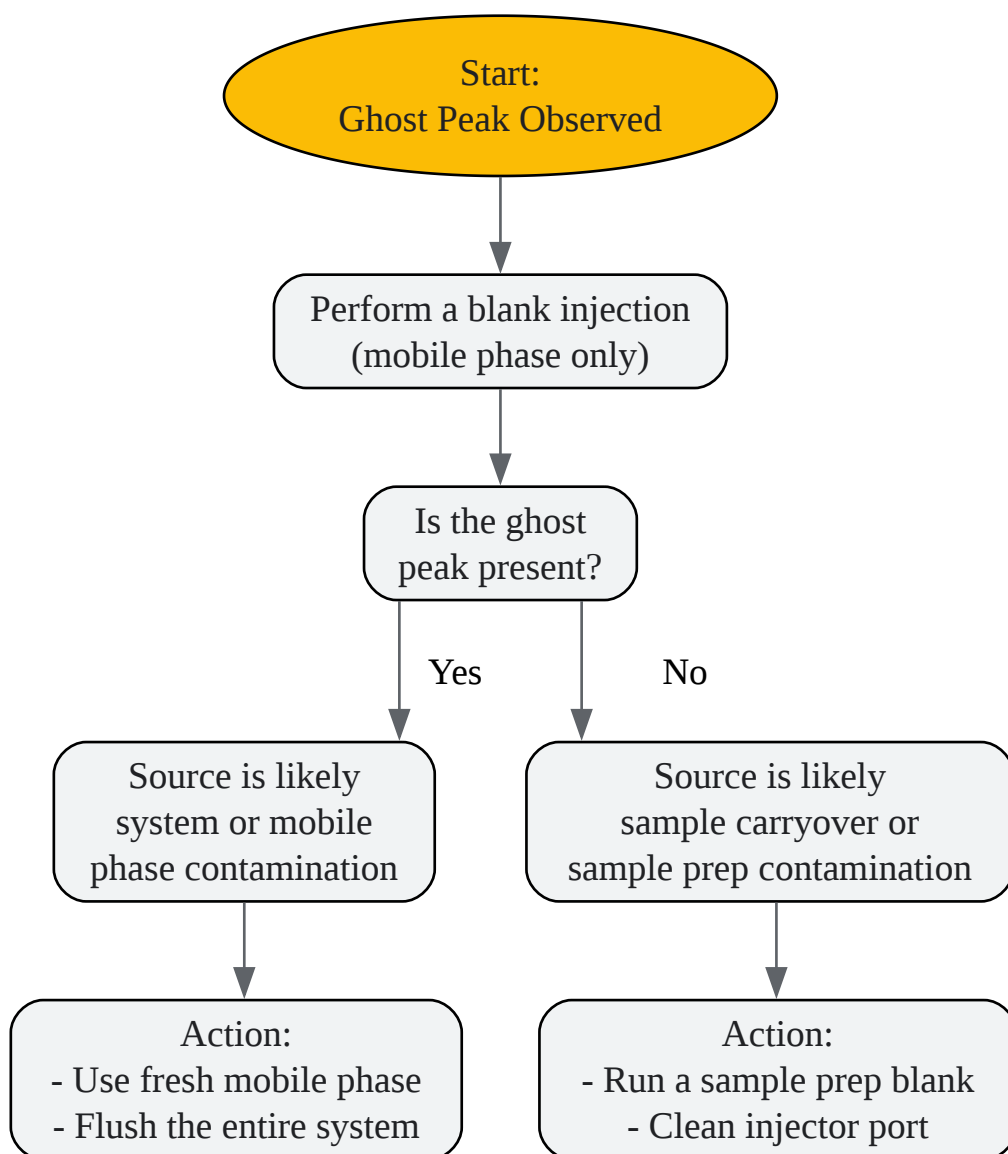 Start:
Ghost Peak Observed
Perform a blank injection
(mobile phase only)
Is the ghost
peak present?
Yes
No
Source is likely
system or mobile
phase contamination
Source is likely
sample carryover or
sample prep contamination
Action:
- Use fresh mobile phase
- Flush the entire system
Action:
- Run a sample prep blank
- Clean injector port